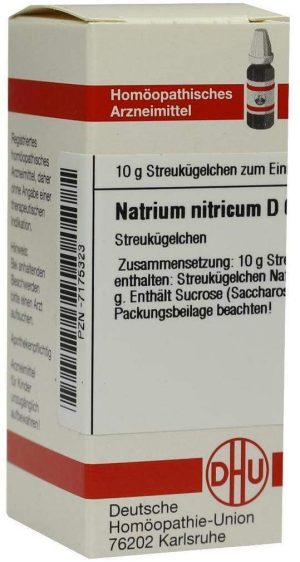 Homöopathisches
Arzneimittel
10 g Streukügelchen zum Ein
Natrium nitricum D
Streukügelchen
Zusammensetzung: 10 g Stre
enthalten: Streukügelchen Nat
g. Enthält Sucrose (Saccharos
Packungsbeilage beachten!
PZN -7176323
Registriertes
homöopathisches
Arzneimittel, daher
ohne Angabe einer
therapeutischen
Indikation.
Hinweis:
Bei anhaltenden
Beschwerden
bitte einen Arzt
aufsuchen.
Apothekenpflichtig
Arzneimittel
für Kinder
unzugänglich
aufbewahren!
DHU
Deutsche
Homöopathie-Union
76202 Karlsruhe